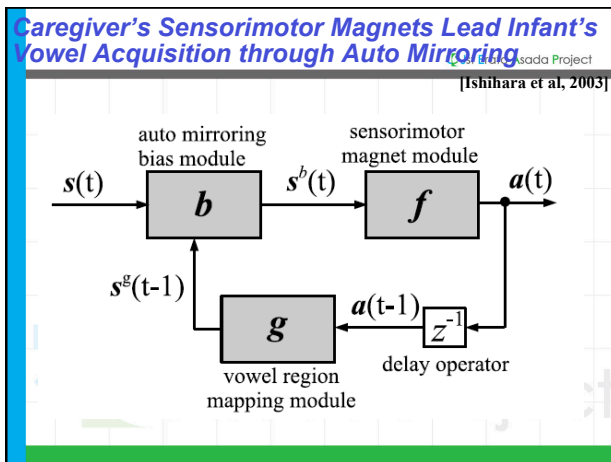 Caregiver's Sensorimotor Magnets Lead Infant's
Vowel Acquisition through Auto Mirroring
Asada Project
[Ishihara et al, 2003]
auto mirroring
bias module
sensorimotor
magnet module
s(t)
b
s^b(t)
f
a(t)
s^g(t-1)
g
a(t-1)
z^-1
delay operator
vowel region
mapping module